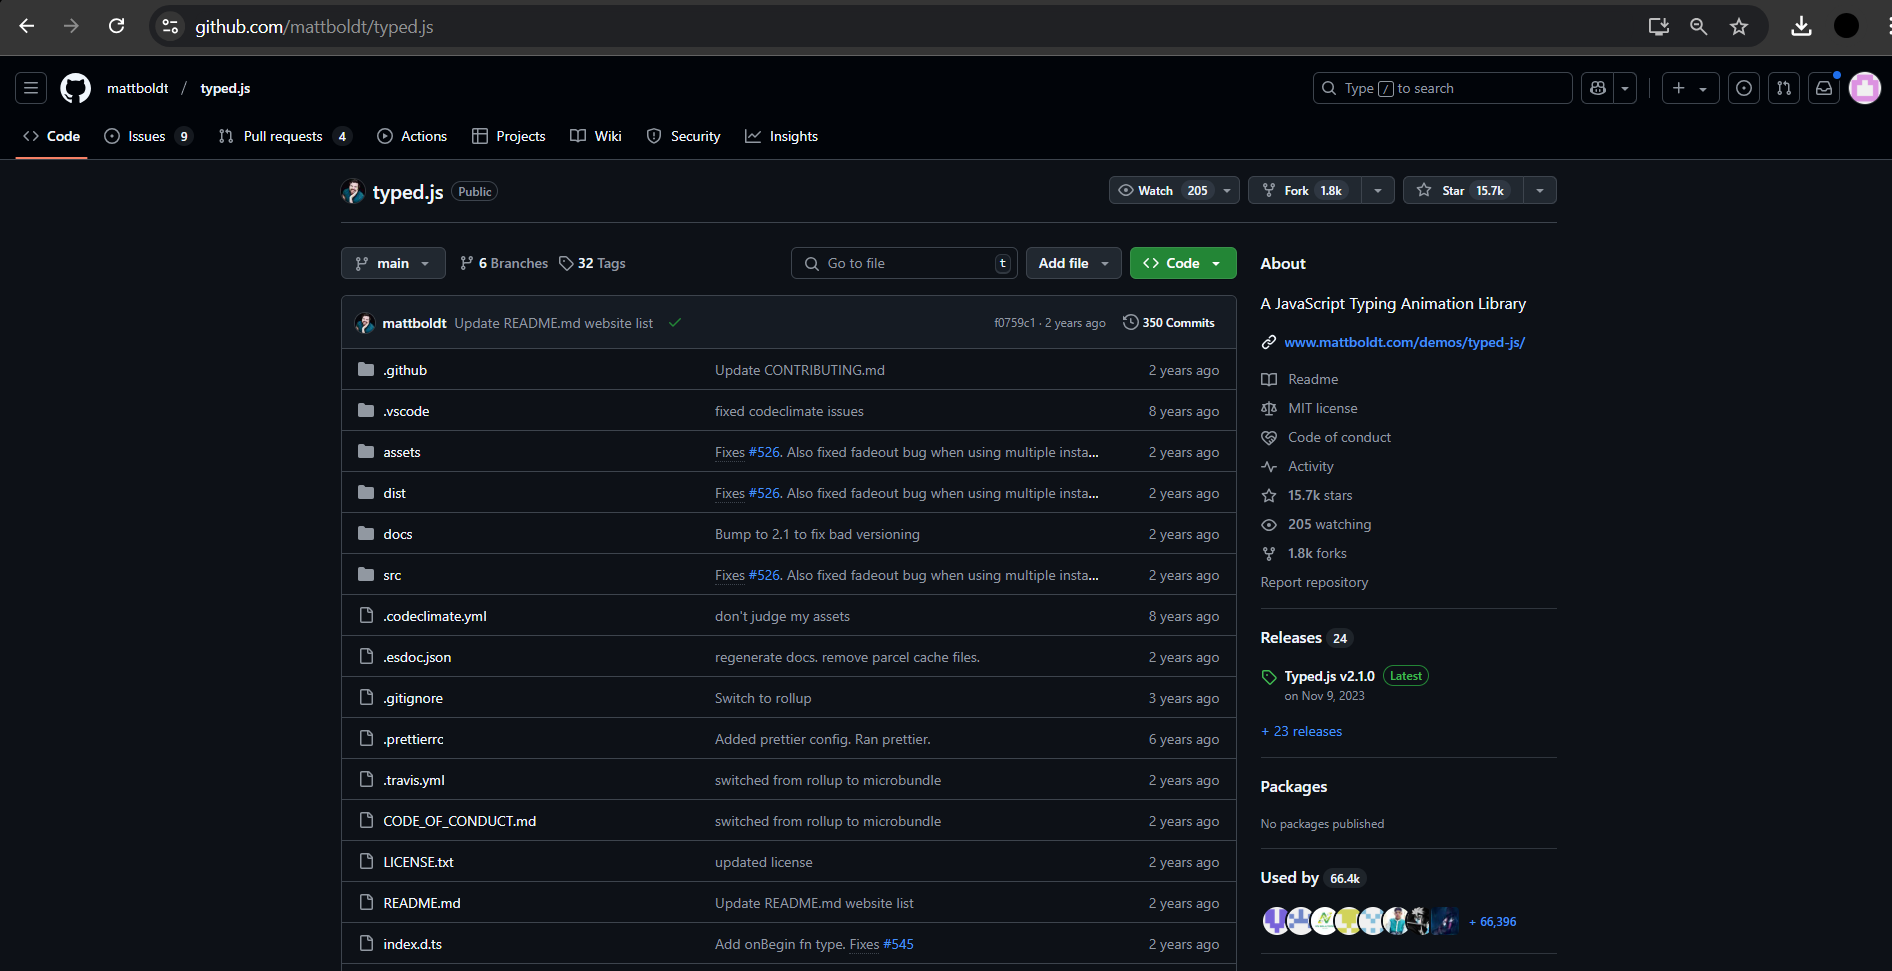 github.com/mattboldt/typed.js
mattboldt / typed.js
Type / to search
Code Issues 9 Pull requests 4 Actions Projects Wiki Security Insights
typed.js Public
Watch 205 Fork 1.8k Star 15.7k
main 6 Branches 32 Tags Go to file t Add file Code
mattboldt Update README.md website list f0759c1 · 2 years ago 350 Commits
.github Update CONTRIBUTING.md 2 years ago
.vscode fixed codeclimate issues 8 years ago
assets Fixes #526. Also fixed fadeout bug when using multiple insta... 2 years ago
dist Fixes #526. Also fixed fadeout bug when using multiple insta... 2 years ago
docs Bump to 2.1 to fix bad versioning 2 years ago
src Fixes #526. Also fixed fadeout bug when using multiple insta... 2 years ago
.codeclimate.yml don't judge my assets 8 years ago
.esdoc.json regenerate docs. remove parcel cache files. 2 years ago
.gitignore Switch to rollup 3 years ago
.prettierrc Added prettier config. Ran prettier. 6 years ago
.travis.yml switched from rollup to microbundle 2 years ago
CODE_OF_CONDUCT.md switched from rollup to microbundle 2 years ago
LICENSE.txt updated license 2 years ago
README.md Update README.md website list 2 years ago
index.d.ts Add onBegin fn type. Fixes #545 2 years ago
About
A JavaScript Typing Animation Library
www.mattboldt.com/demos/typed-js/
Readme
MIT license
Code of conduct
Activity
15.7k stars
205 watching
1.8k forks
Report repository
Releases 24
Typed.js v2.1.0 Latest
on Nov 9, 2023
+ 23 releases
Packages
No packages published
Used by 66.4k
+ 66,396